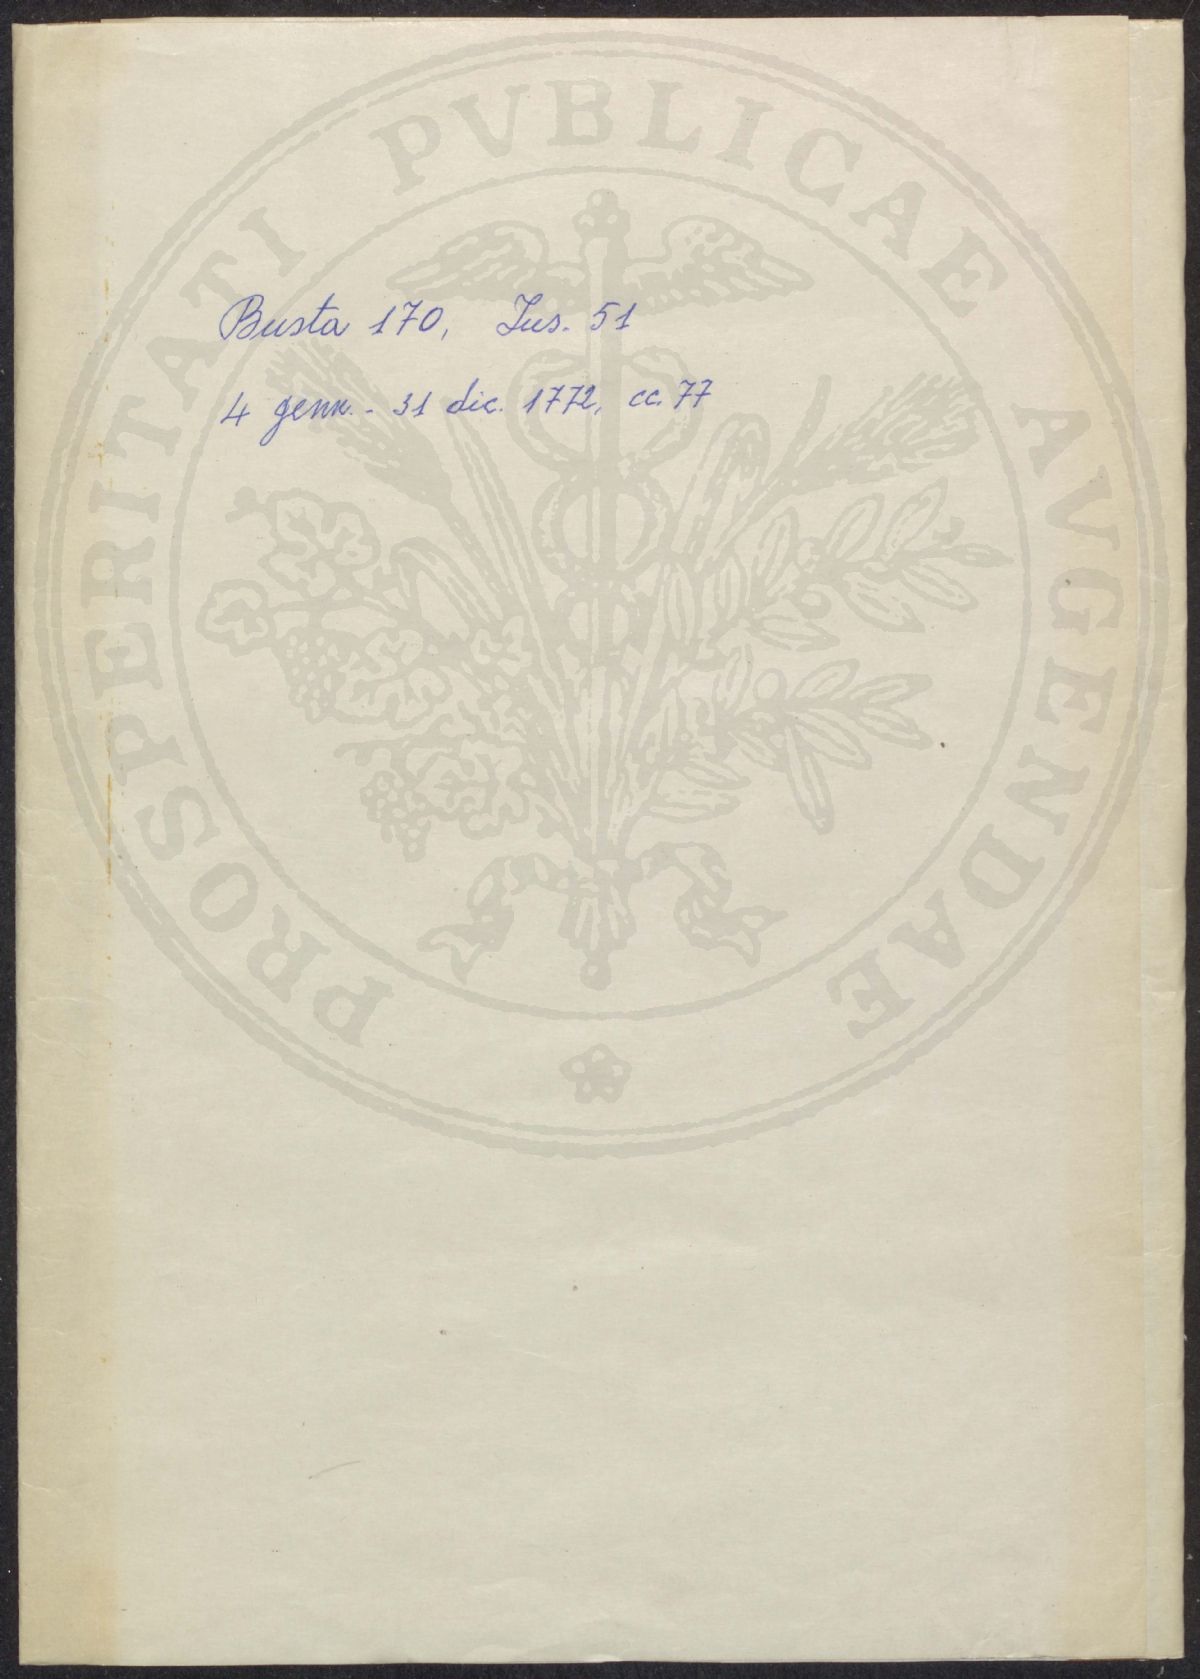 PROSPERITATI PVBLICAE AVGENDAE
Busta 170, Ins. 51
4 genn. - 31 dic. 1772, cc. 77